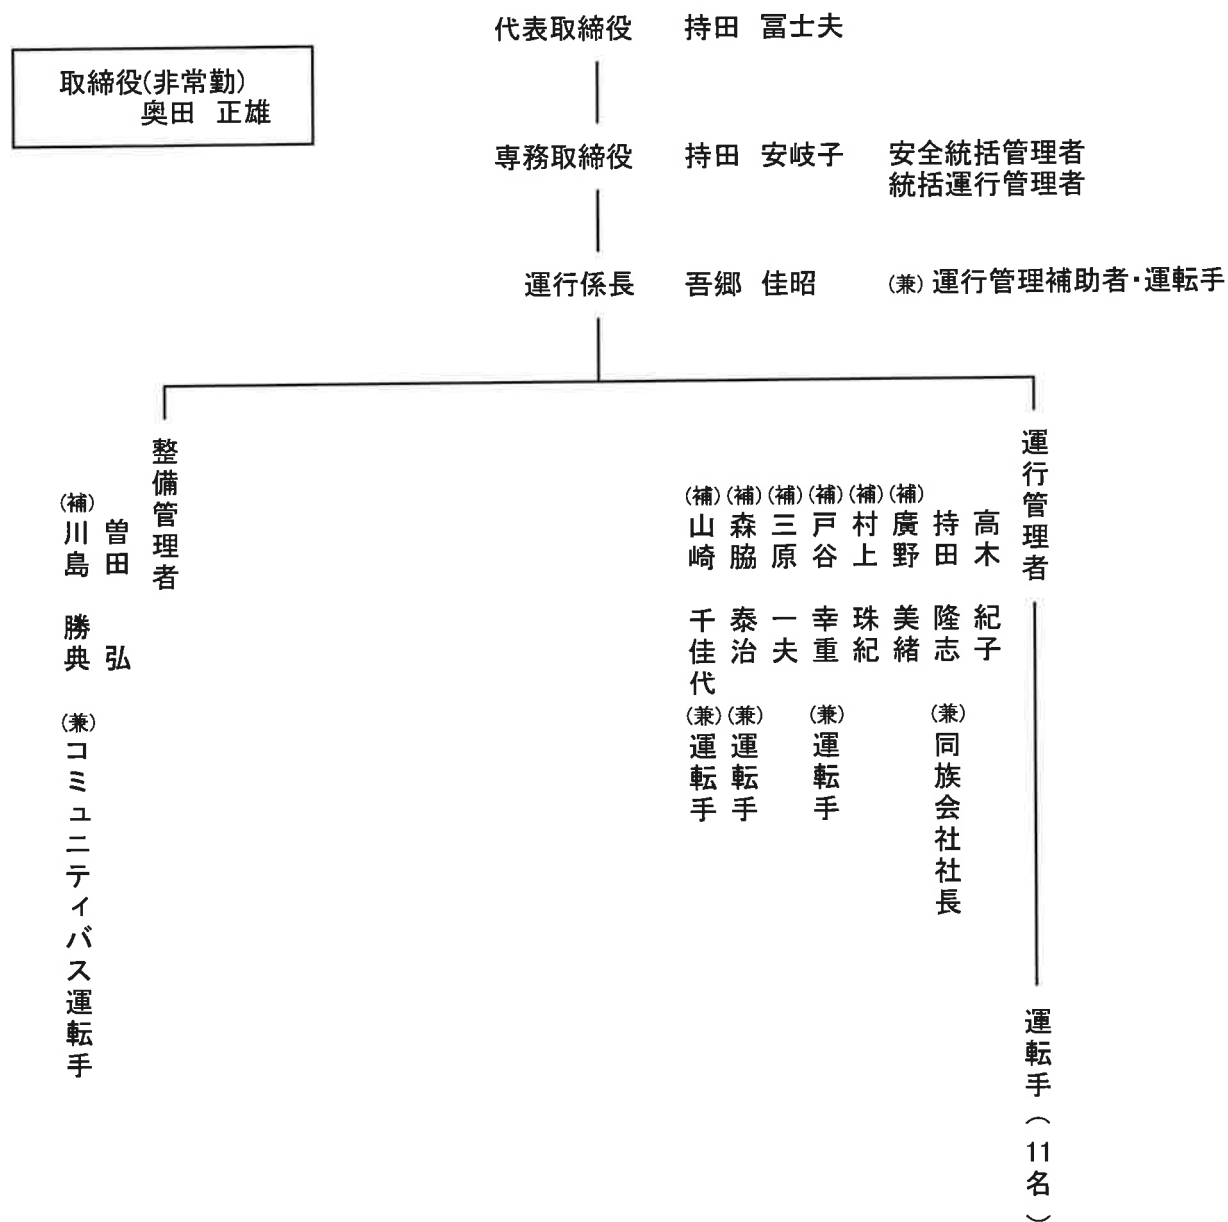 代表取締役 持田 冨士夫
取締役(非常勤)
奥田 正雄
専務取締役 持田 安岐子 安全統括管理者
統括運行管理者
運行係長 吾郷 佳昭 (兼)運行管理補助者・運転手
運行管理者
高木 紀子
持田 隆志 (兼)同族会社社長
(補)廣野 美緒
(補)村上 珠紀
(補)戸谷 幸重 (兼)運転手
(補)三原 一夫
(補)森脇 泰治 (兼)運転手
(補)山崎 千佳代 (兼)運転手
運転手(11名)
整備管理者
曽田 弘
(補)川島 勝典 (兼)コミュニティバス運転手